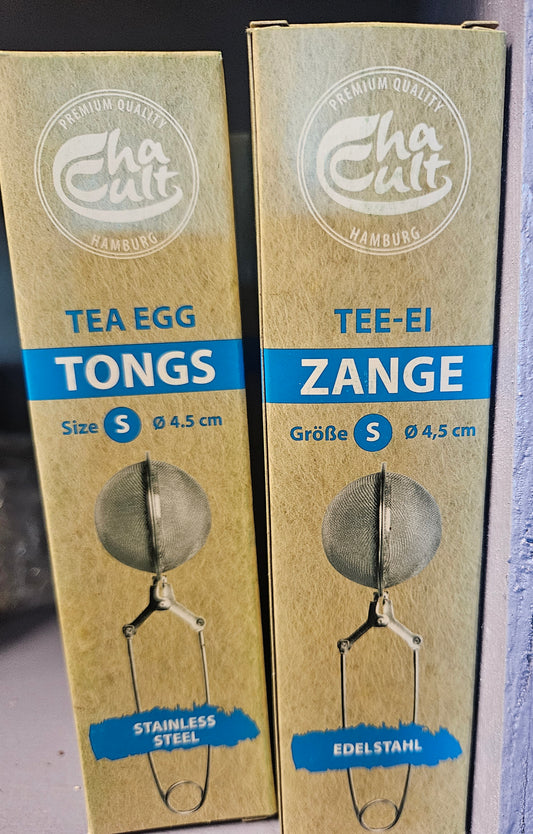 PREMIUM QUALITY
Cha
Cult
HAMBURG
TEA EGG
TONGS
Size S Ø 4.5 cm
STAINLESS
STEEL
PREMIUM QUALITY
Cha
Cult
HAMBURG
TEE-EI
ZANGE
Größe S Ø 4,5 cm
EDELSTAHL